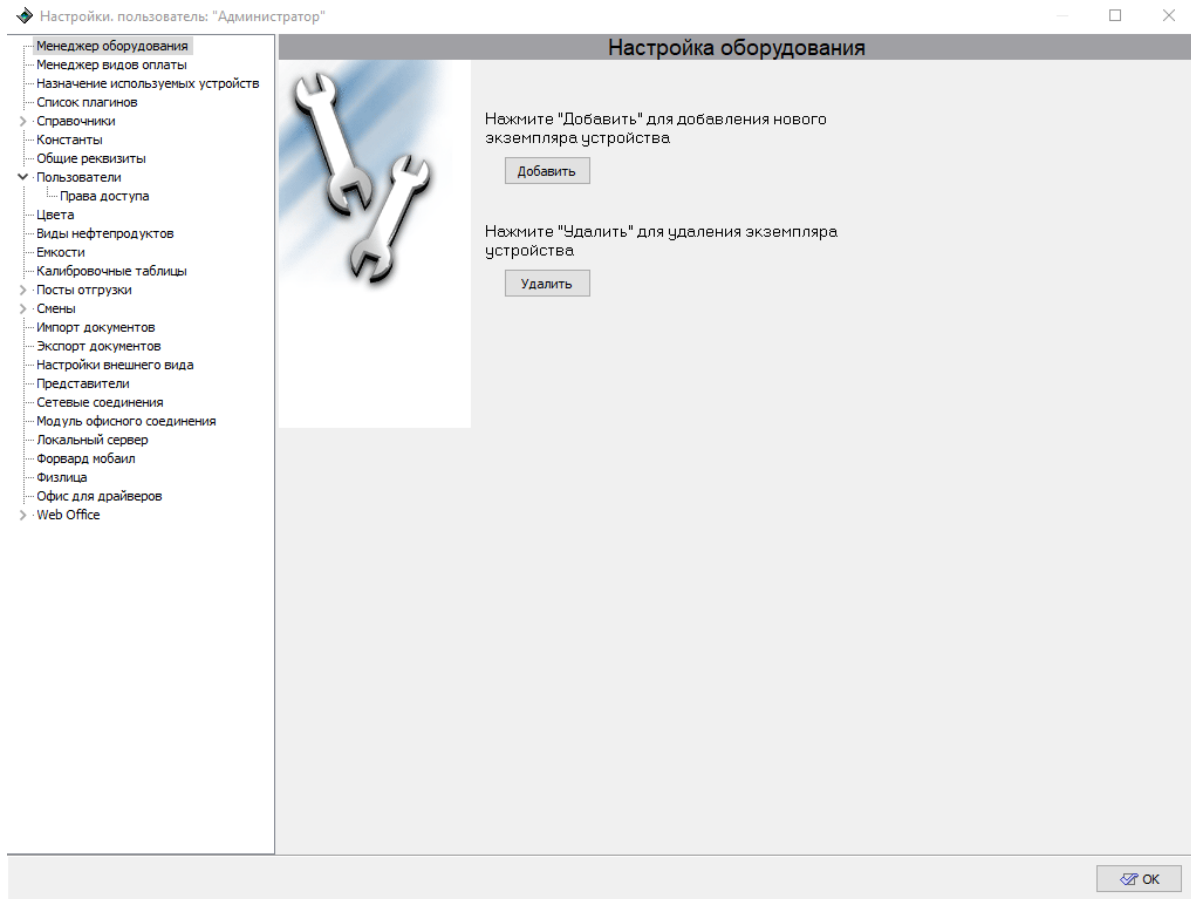 Настройки. пользователь: "Администратор"
Менеджер оборудования
Менеджер видов оплаты
Назначение используемых устройств
Список плагинов
Справочники
Константы
Общие реквизиты
Пользователи
Права доступа
Цвета
Виды нефтепродуктов
Емкости
Калибровочные таблицы
Посты отгрузки
Смены
Импорт документов
Экспорт документов
Настройки внешнего вида
Представители
Сетевые соединения
Модуль офисного соединения
Локальный сервер
Форвард мобаил
Физлица
Офис для драйверов
Web Office
Настройка оборудования
Нажмите "Добавить" для добавления нового
экземпляра устройства
Добавить
Нажмите "Удалить" для удаления экземпляра
устройства
Удалить
OK